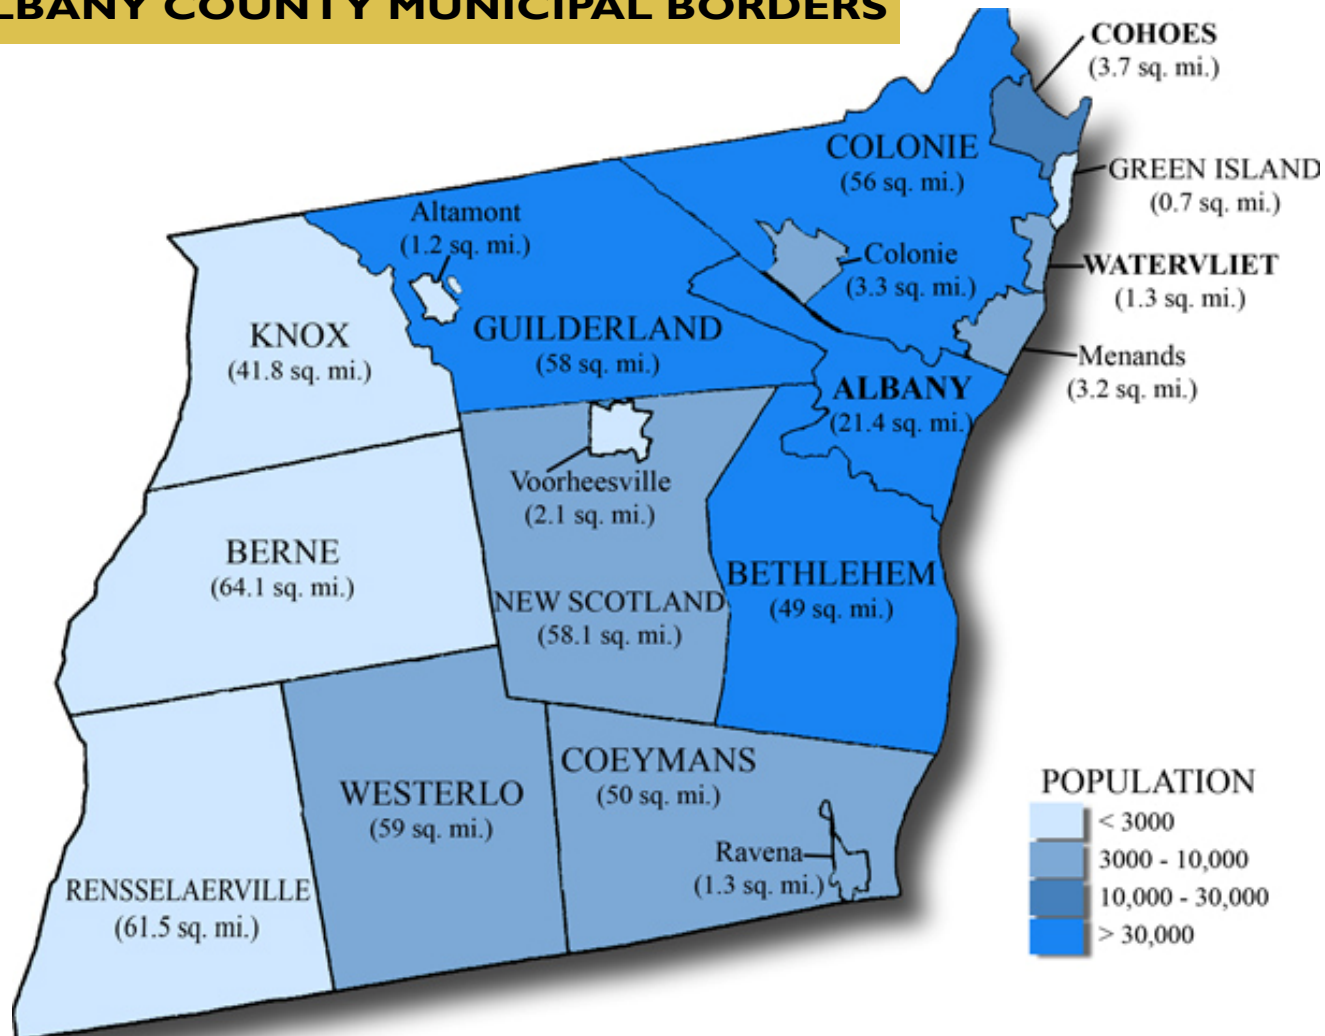 LBANY COUNTY MUNICIPAL BORDERS
COHOES
(3.7 sq. mi.)
COLONIE
(56 sq. mi.)
GREEN ISLAND
(0.7 sq. mi.)
Altamont
(1.2 sq. mi.)
Colonie
(3.3 sq. mi.)
WATERVLIET
(1.3 sq. mi.)
KNOX
(41.8 sq. mi.)
GUILDERLAND
(58 sq. mi.)
Menands
(3.2 sq. mi.)
ALBANY
(21.4 sq. mi.)
Voorheesville
(2.1 sq. mi.)
BERNE
(64.1 sq. mi.)
NEW SCOTLAND
(58.1 sq. mi.)
BETHLEHEM
(49 sq. mi.)
WESTERLO
(59 sq. mi.)
COEYMANS
(50 sq. mi.)
Ravena
(1.3 sq. mi.)
RENSSELAERVILLE
(61.5 sq. mi.)
POPULATION
< 3000
3000 - 10,000
10,000 - 30,000
> 30,000